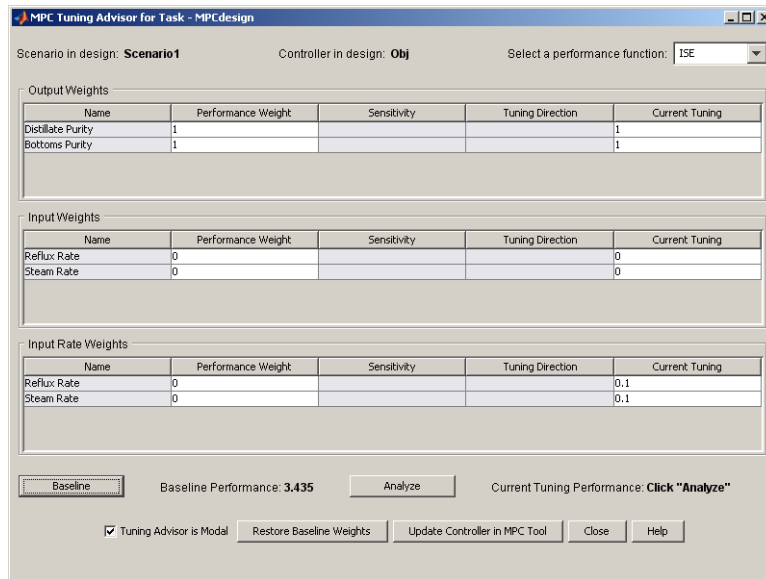 MPC Tuning Advisor for Task - MPCdesign
Scenario in design: Scenario1 Controller in design: Obj Select a performance function: ISE
Output Weights
Name Performance Weight Sensitivity Tuning Direction Current Tuning
Distillate Purity 1 1
Bottoms Purity 1 1
Input Weights
Name Performance Weight Sensitivity Tuning Direction Current Tuning
Reflux Rate 0 0
Steam Rate 0 0
Input Rate Weights
Name Performance Weight Sensitivity Tuning Direction Current Tuning
Reflux Rate 0 0.1
Steam Rate 0 0.1
Baseline Baseline Performance: 3.435 Analyze Current Tuning Performance: Click "Analyze"
Tuning Advisor is Modal Restore Baseline Weights Update Controller in MPC Tool Close Help